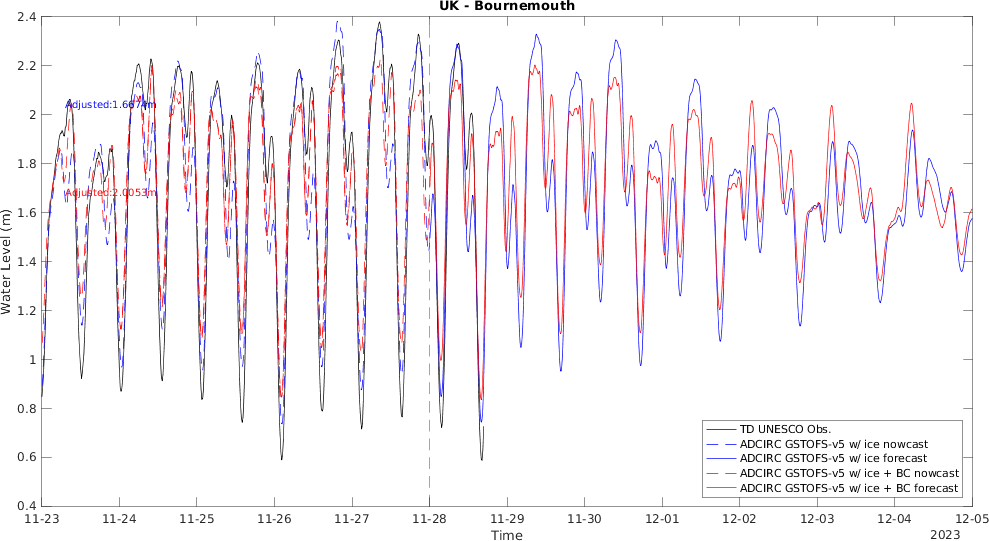 UK - Bournemouth
2.4
2.2
2
1.8
1.6
1.4
1.2
1
0.8
0.6
0.4
Water Level (m)
Adjusted:1.6674m
Adjusted:2.0053m
TD UNESCO Obs.
ADCIRC GSTOFS-v5 w/ ice nowcast
ADCIRC GSTOFS-v5 w/ ice forecast
ADCIRC GSTOFS-v5 w/ ice + BC nowcast
ADCIRC GSTOFS-v5 w/ ice + BC forecast
11-23 11-24 11-25 11-26 11-27 11-28 11-29 11-30 12-01 12-02 12-03 12-04 12-05
Time
2023